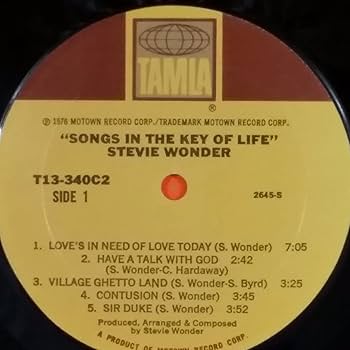 TAMLA
®
℗ 1976 MOTOWN RECORD CORP./TRADEMARK MOTOWN RECORD CORP.
"SONGS IN THE KEY OF LIFE"
STEVIE WONDER
T13-340C2
SIDE 1 2645-S
1. LOVE'S IN NEED OF LOVE TODAY (S. Wonder) 7:05
2. HAVE A TALK WITH GOD 2:42
(S. Wonder-C. Hardaway)
3. VILLAGE GHETTO LAND (S. Wonder-S. Byrd) 3:25
4. CONTUSION (S. Wonder) 3:45
5. SIR DUKE (S. Wonder) 3:52
Produced, Arranged & Composed
by Stevie Wonder
A PRODUCT OF MOTOWN RECORD CORP.